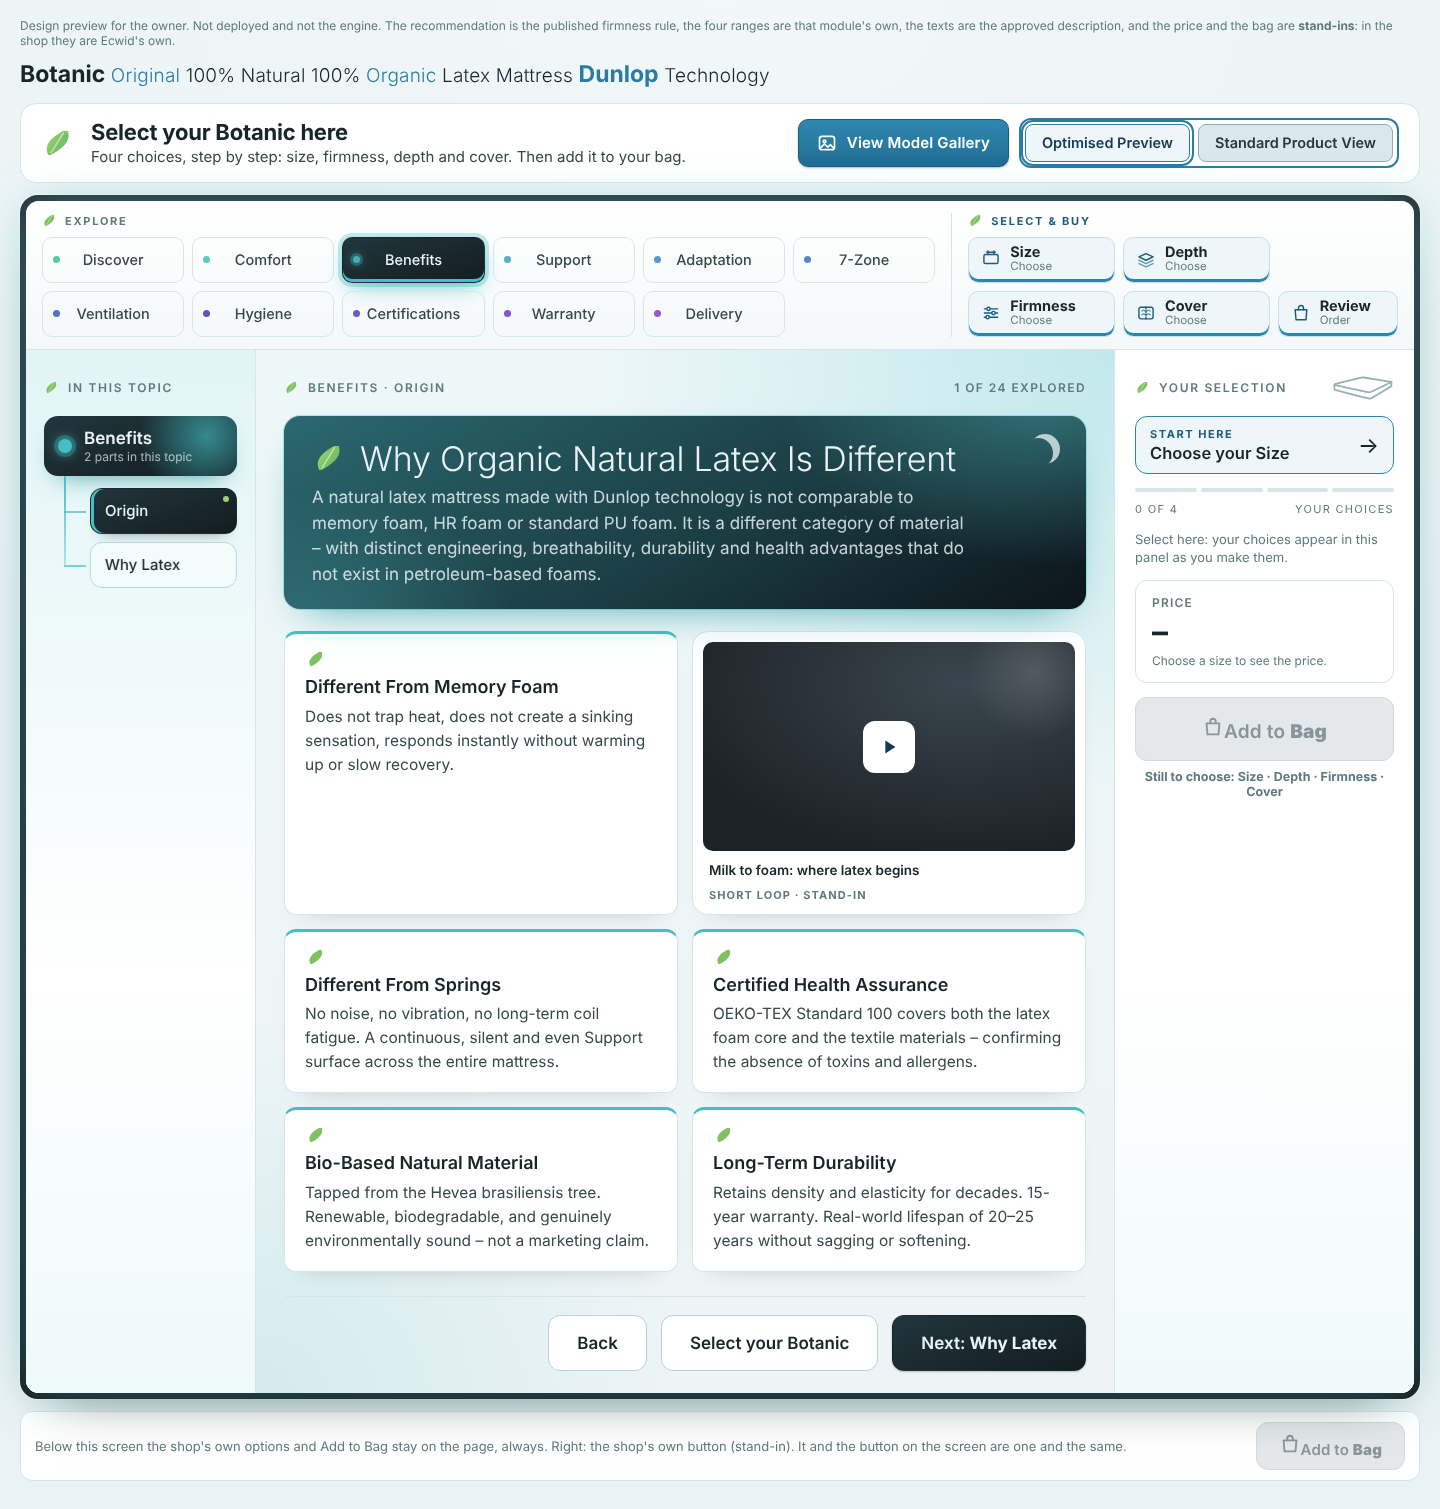 Design preview for the owner. Not deployed and not the engine. The recommendation is the published firmness rule, the four ranges are that module's own, the texts are the approved description, and the price and the bag are stand-ins: in the
shop they are Ecwid's own.
Botanic Original 100% Natural 100% Organic Latex Mattress Dunlop Technology
Select your Botanic here
Four choices, step by step: size, firmness, depth and cover. Then add it to your bag.
View Model Gallery
Optimised Preview
Standard Product View
EXPLORE
Discover
Comfort
Benefits
Support
Adaptation
7-Zone
Ventilation
Hygiene
Certifications
Warranty
Delivery
SELECT & BUY
Size
Choose
Depth
Choose
Firmness
Choose
Cover
Choose
Review
Order
IN THIS TOPIC
Benefits
2 parts in this topic
Origin
Why Latex
BENEFITS · ORIGIN
1 OF 24 EXPLORED
Why Organic Natural Latex Is Different
A natural latex mattress made with Dunlop technology is not comparable to
memory foam, HR foam or standard PU foam. It is a different category of material
– with distinct engineering, breathability, durability and health advantages that do
not exist in petroleum-based foams.
Different From Memory Foam
Does not trap heat, does not create a sinking
sensation, responds instantly without warming
up or slow recovery.
Milk to foam: where latex begins
SHORT LOOP · STAND-IN
Different From Springs
No noise, no vibration, no long-term coil
fatigue. A continuous, silent and even Support
surface across the entire mattress.
Certified Health Assurance
OEKO-TEX Standard 100 covers both the latex
foam core and the textile materials – confirming
the absence of toxins and allergens.
Bio-Based Natural Material
Tapped from the Hevea brasiliensis tree.
Renewable, biodegradable, and genuinely
environmentally sound – not a marketing claim.
Long-Term Durability
Retains density and elasticity for decades. 15-
year warranty. Real-world lifespan of 20–25
years without sagging or softening.
Back
Select your Botanic
Next: Why Latex
YOUR SELECTION
START HERE
Choose your Size
0 OF 4
YOUR CHOICES
Select here: your choices appear in this
panel as you make them.
PRICE
–
Choose a size to see the price.
Add to Bag
Still to choose: Size · Depth · Firmness ·
Cover
Below this screen the shop's own options and Add to Bag stay on the page, always. Right: the shop's own button (stand-in). It and the button on the screen are one and the same.
Add to Bag